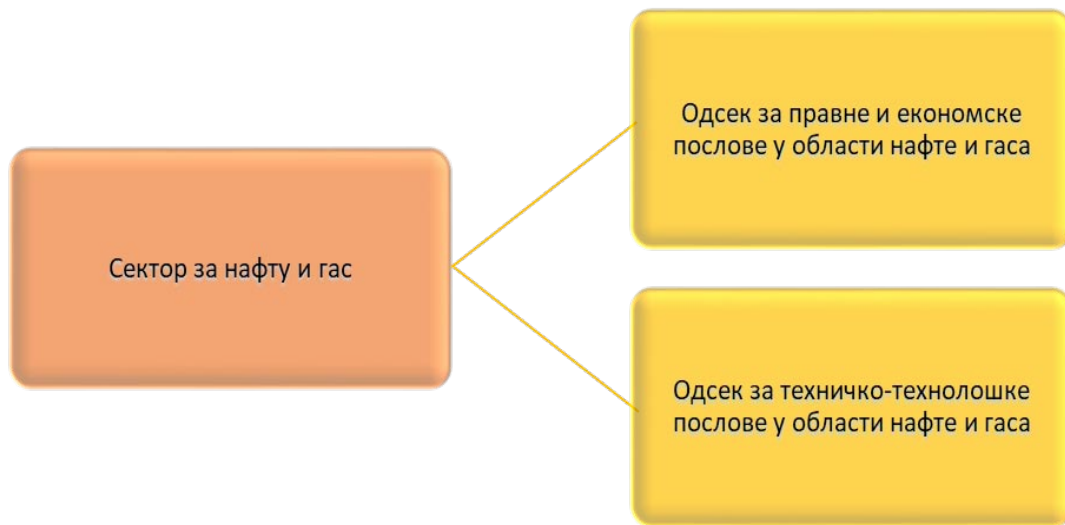 Сектор за нафту и гас
Одсек за правне и економске
послове у области нафте и гаса
Одсек за техничко-технолошке
послове у области нафте и гаса